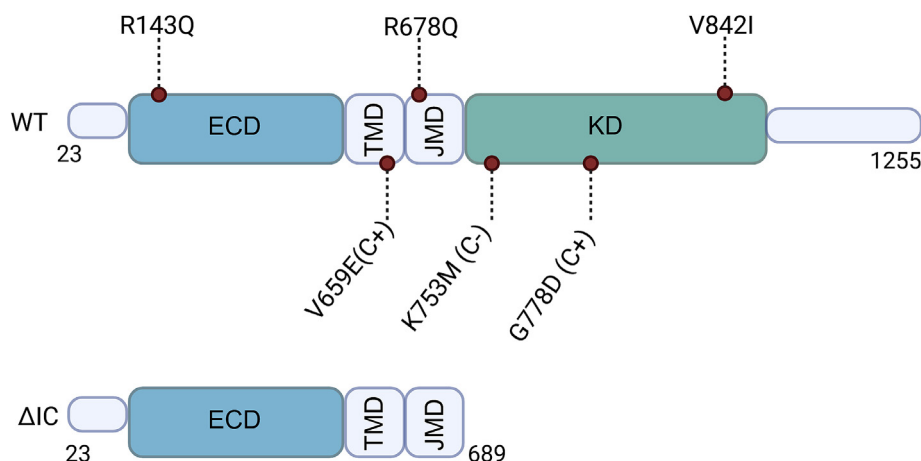 R143Q R678Q V842I
WT ECD TMD JMD KD
23 1255
V659E(C+) K753M (C-) G778D (C+)
ΔIC ECD TMD JMD
23 689